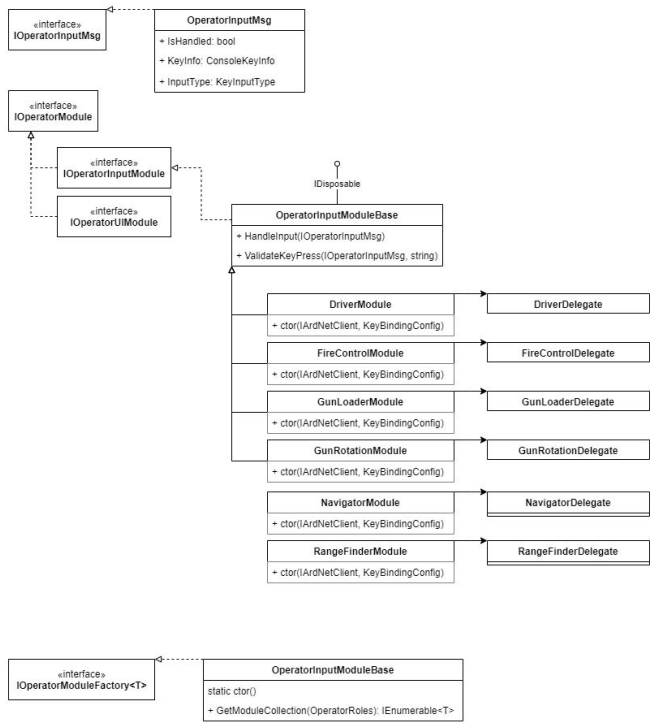 «interface»
IOperatorInputMsg
OperatorInputMsg
+ IsHandled: bool
+ KeyInfo: ConsoleKeyInfo
+ InputType: KeyInputType
«interface»
IOperatorModule
«interface»
IOperatorInputModule
«interface»
IOperatorUIModule
IDisposable
OperatorInputModuleBase
+ HandleInput(IOperatorInputMsg)
+ ValidateKeyPress(IOperatorInputMsg, string)
DriverModule
+ ctor(IArdNetClient, KeyBindingConfig)
DriverDelegate
FireControlModule
+ ctor(IArdNetClient, KeyBindingConfig)
FireControlDelegate
GunLoaderModule
+ ctor(IArdNetClient, KeyBindingConfig)
GunLoaderDelegate
GunRotationModule
+ ctor(IArdNetClient, KeyBindingConfig)
GunRotationDelegate
NavigatorModule
+ ctor(IArdNetClient, KeyBindingConfig)
NavigatorDelegate
RangeFinderModule
+ ctor(IArdNetClient, KeyBindingConfig)
RangeFinderDelegate
«interface»
IOperatorModuleFactory<T>
OperatorInputModuleBase
static ctor()
+ GetModuleCollection(OperatorRoles): IEnumerable<T>